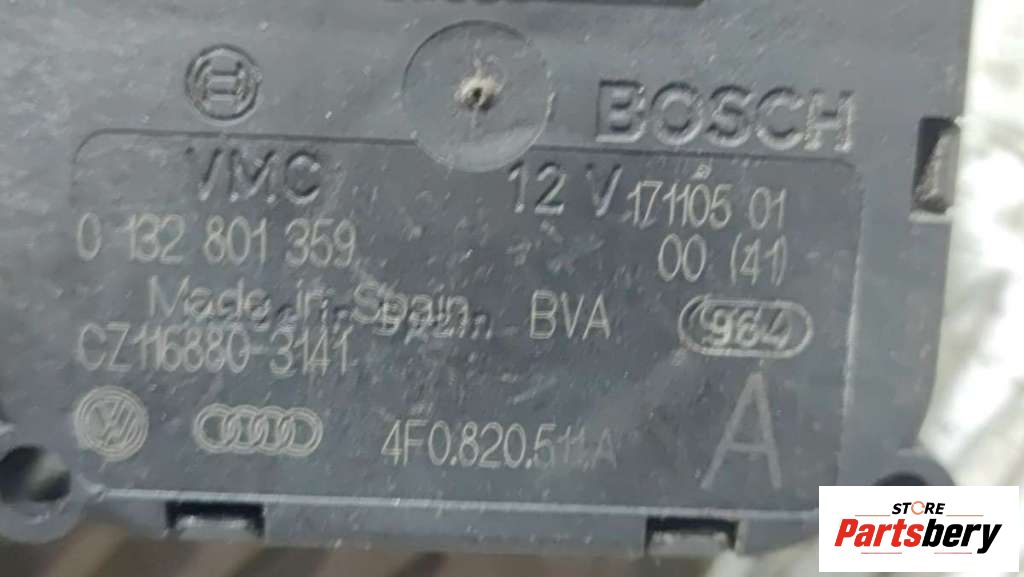 BOSCH
VMC 12 V 171105 01
0 132 801 359 00 (41)
Made in Spain BVA 964
CZ116880-3141
4F0.820.511.A A
STORE
Partsbery